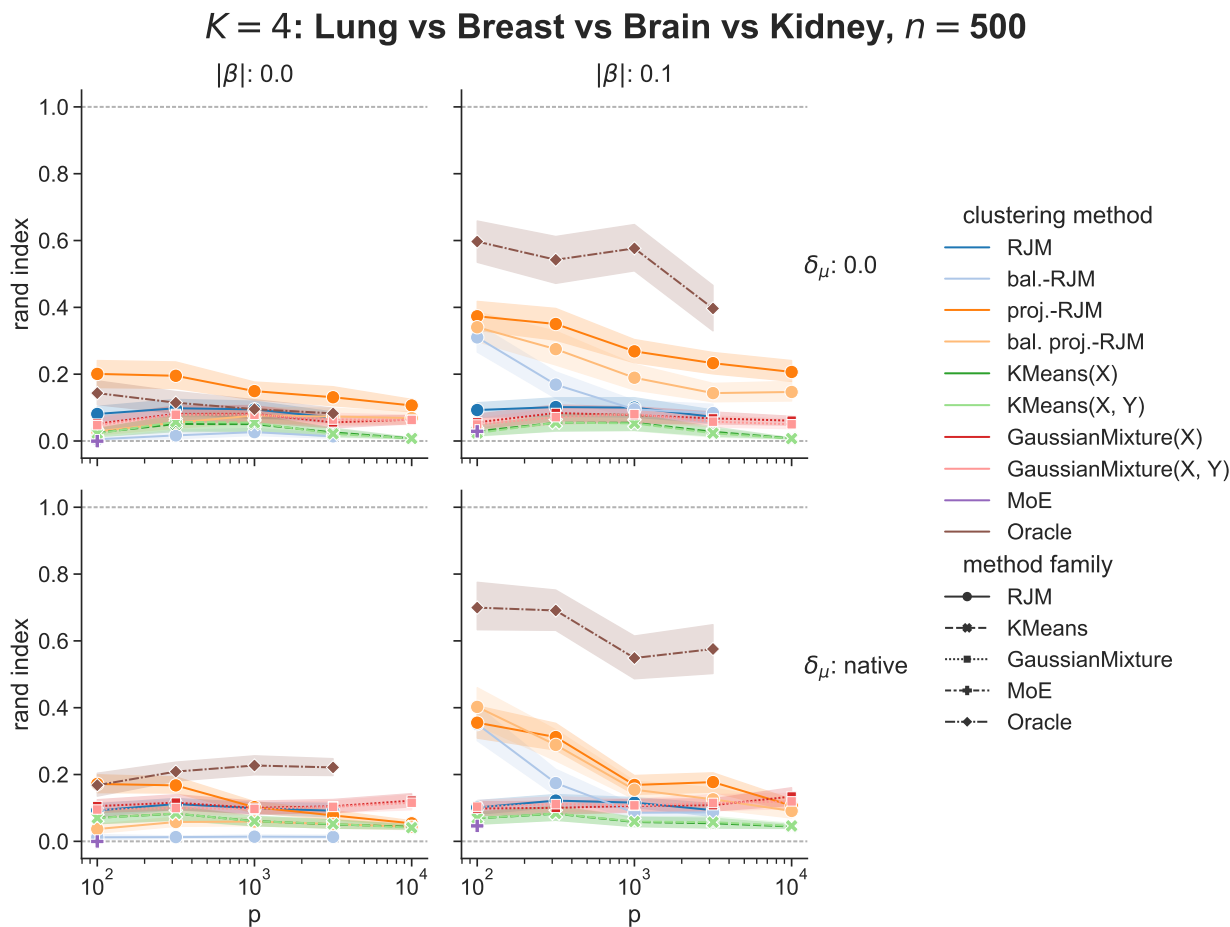 K = 4: Lung vs Breast vs Brain vs Kidney, n = 500
|β|: 0.0
|β|: 0.1
1.0
0.8
0.6
0.4
0.2
0.0
rand index
δμ: 0.0
1.0
0.8
0.6
0.4
0.2
0.0
rand index
δμ: native
10²
10³
10⁴
p
10²
10³
10⁴
p
clustering method
RJM
bal.-RJM
proj.-RJM
bal. proj.-RJM
KMeans(X)
KMeans(X, Y)
GaussianMixture(X)
GaussianMixture(X, Y)
MoE
Oracle
method family
RJM
KMeans
GaussianMixture
MoE
Oracle